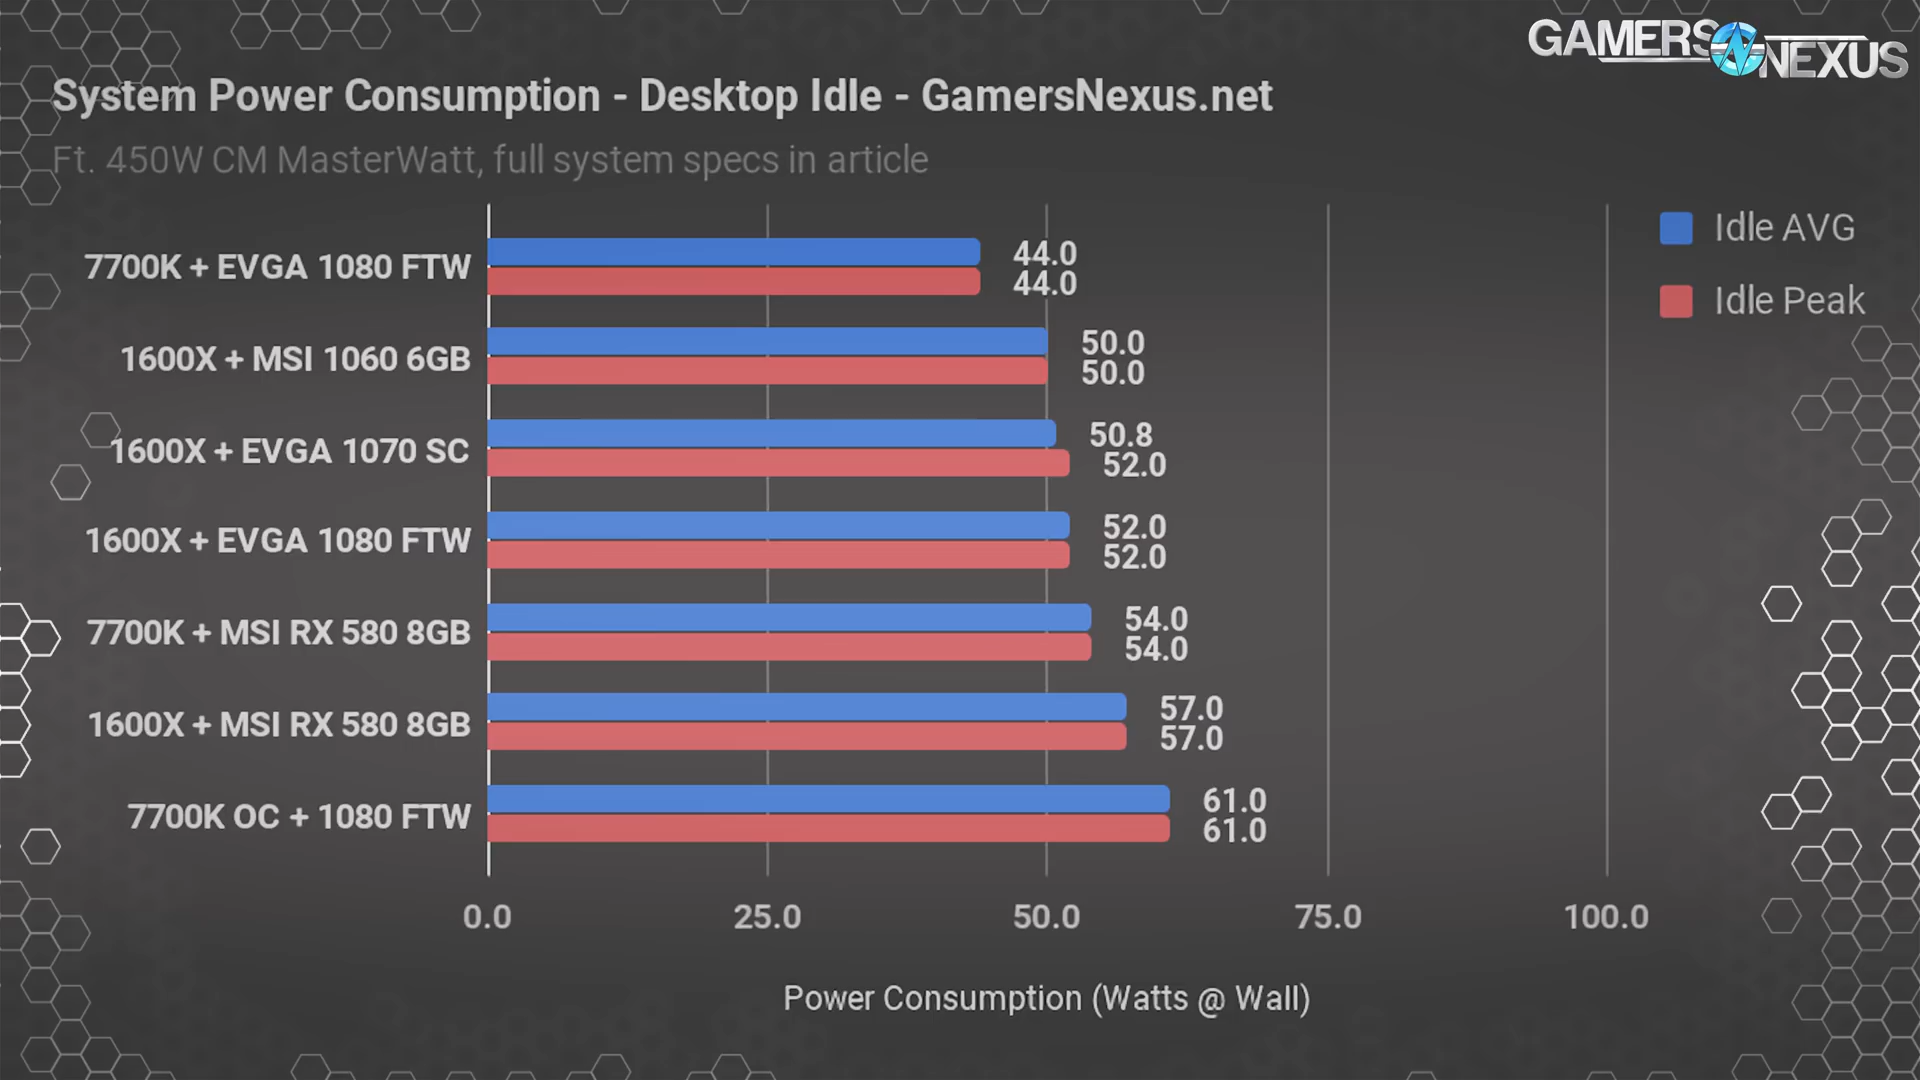 GAMERS NEXUS
System Power Consumption - Desktop Idle - GamersNexus.net
Ft. 450W CM MasterWatt, full system specs in article
Idle AVG
Idle Peak
7700K + EVGA 1080 FTW
44.0
44.0
1600X + MSI 1060 6GB
50.0
50.0
1600X + EVGA 1070 SC
50.8
52.0
1600X + EVGA 1080 FTW
52.0
52.0
7700K + MSI RX 580 8GB
54.0
54.0
1600X + MSI RX 580 8GB
57.0
57.0
7700K OC + 1080 FTW
61.0
61.0
0.0 25.0 50.0 75.0 100.0
Power Consumption (Watts @ Wall)